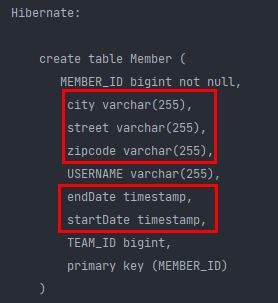 Hibernate:
create table Member (
MEMBER_ID bigint not null,
city varchar(255),
street varchar(255),
zipcode varchar(255),
USERNAME varchar(255),
endDate timestamp,
startDate timestamp,
TEAM_ID bigint,
primary key (MEMBER_ID)
)